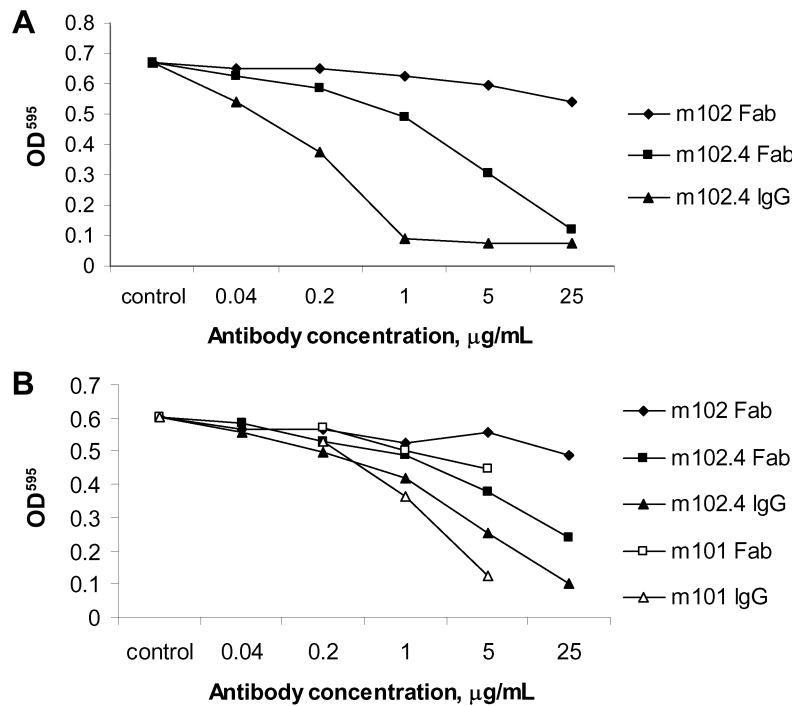 A
0.8
0.7
0.6
0.5
0.4
0.3
0.2
0.1
0
OD595
control 0.04 0.2 1 5 25
Antibody concentration, μg/mL
m102 Fab
m102.4 Fab
m102.4 IgG
B
0.7
0.6
0.5
0.4
0.3
0.2
0.1
0
OD595
control 0.04 0.2 1 5 25
Antibody concentration, μg/mL
m102 Fab
m102.4 Fab
m102.4 IgG
m101 Fab
m101 IgG